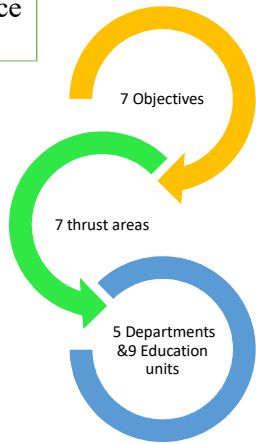 ce
7 Objectives
7 thrust areas
5 Departments
&9 Education
units